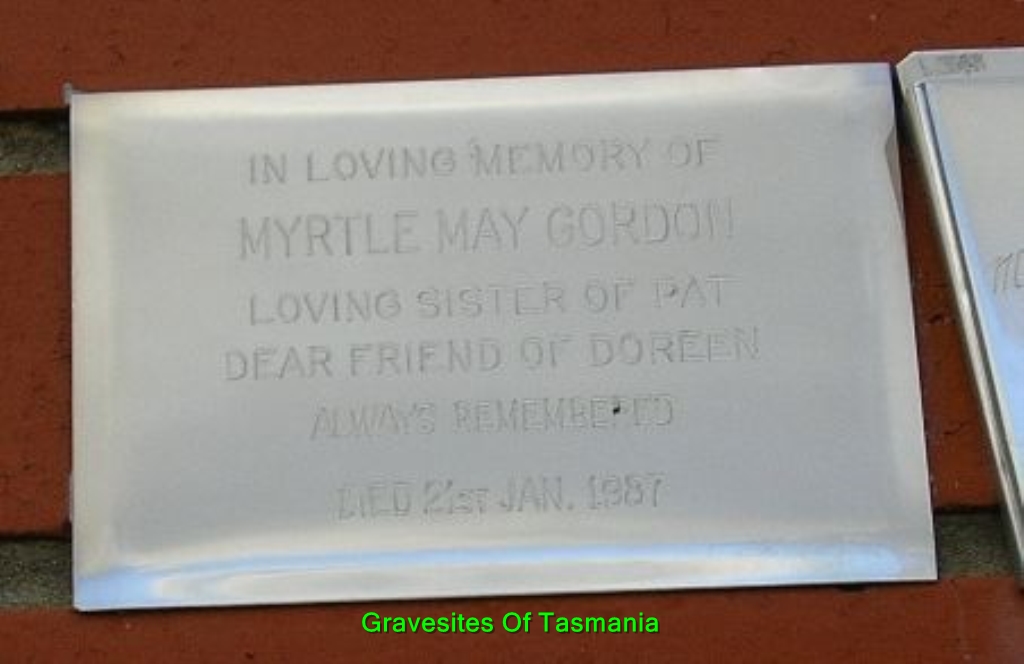 IN LOVING MEMORY OF
MYRTLE MAY GORDON
LOVING SISTER OF PAT
DEAR FRIEND OF DOREEN
ALWAYS REMEMBERED
DIED 21ST JAN. 1987
Gravesites Of Tasmania